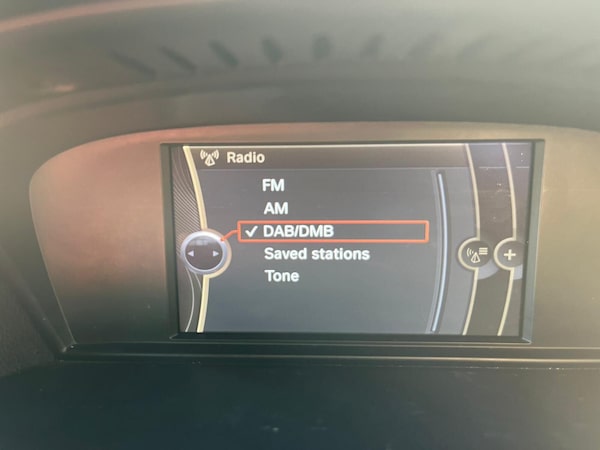 Radio
FM
AM
✓ DAB/DMB
Saved stations
Tone